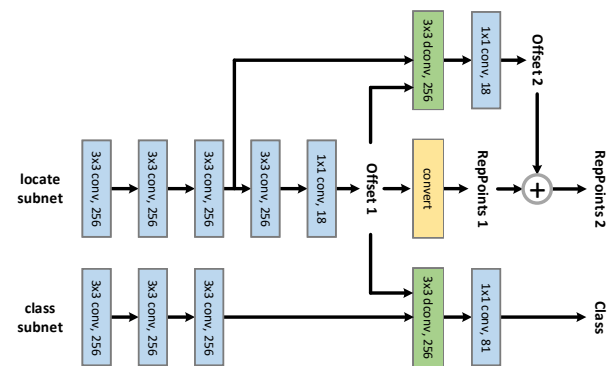 3x3 dconv, 256
1x1 conv, 18
Offset 2
locate
subnet
3x3 conv, 256
3x3 conv, 256
3x3 conv, 256
3x3 conv, 256
1x1 conv, 18
Offset 1
convert
RepPoints 1
+
RepPoints 2
class
subnet
3x3 conv, 256
3x3 conv, 256
3x3 conv, 256
3x3 dconv, 256
1x1 conv, 81
Class